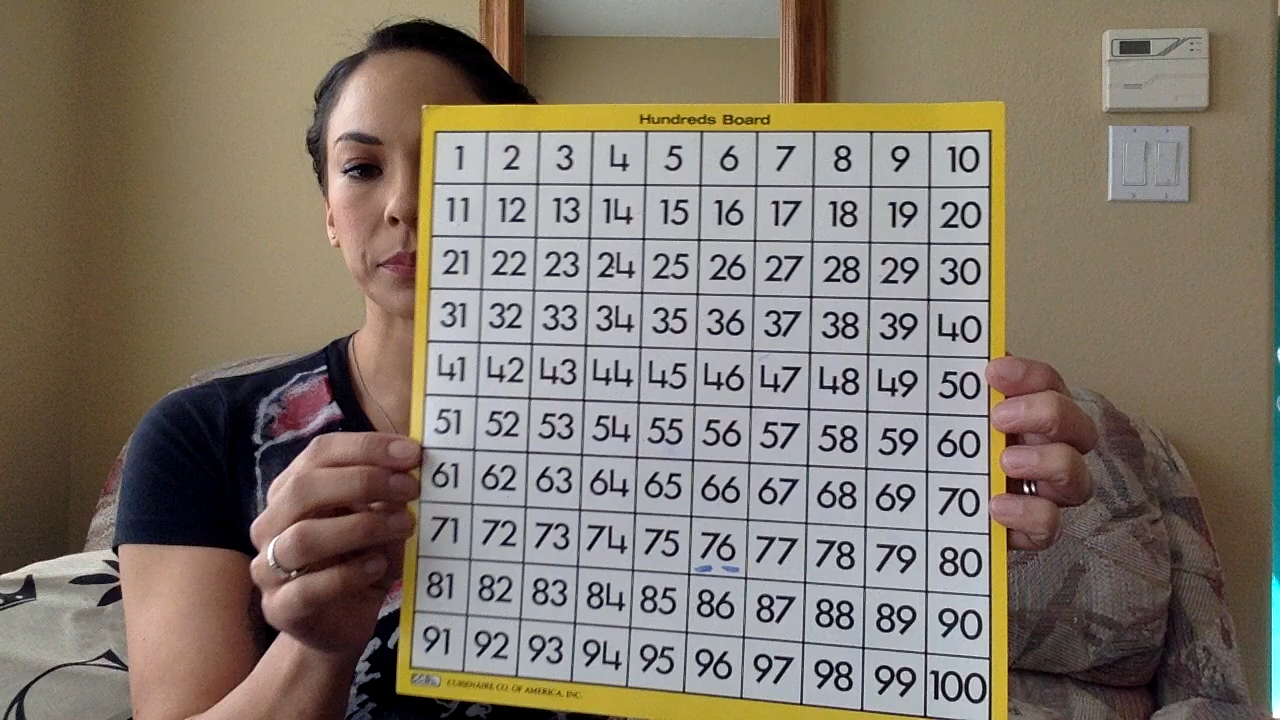 Hundreds Board
1 2 3 4 5 6 7 8 9 10
11 12 13 14 15 16 17 18 19 20
21 22 23 24 25 26 27 28 29 30
31 32 33 34 35 36 37 38 39 40
41 42 43 44 45 46 47 48 49 50
51 52 53 54 55 56 57 58 59 60
61 62 63 64 65 66 67 68 69 70
71 72 73 74 75 76 77 78 79 80
81 82 83 84 85 86 87 88 89 90
91 92 93 94 95 96 97 98 99 100
CO. OF AMERICA, INC.